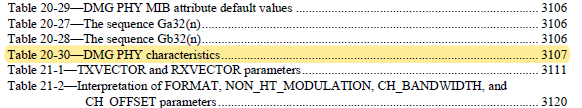 Table 20-29—DMG PHY MIB attribute default values ........ 3106
Table 20-27—The sequence Ga32(n) ........ 3106
Table 20-28—The sequence Gb32(n) ........ 3106
Table 20-30—DMG PHY characteristics ........ 3107
Table 21-1—TXVECTOR and RXVECTOR parameters ........ 3111
Table 21-2—Interpretation of FORMAT, NON_HT_MODULATION, CH_BANDWIDTH, and
CH_OFFSET parameters ........ 3120